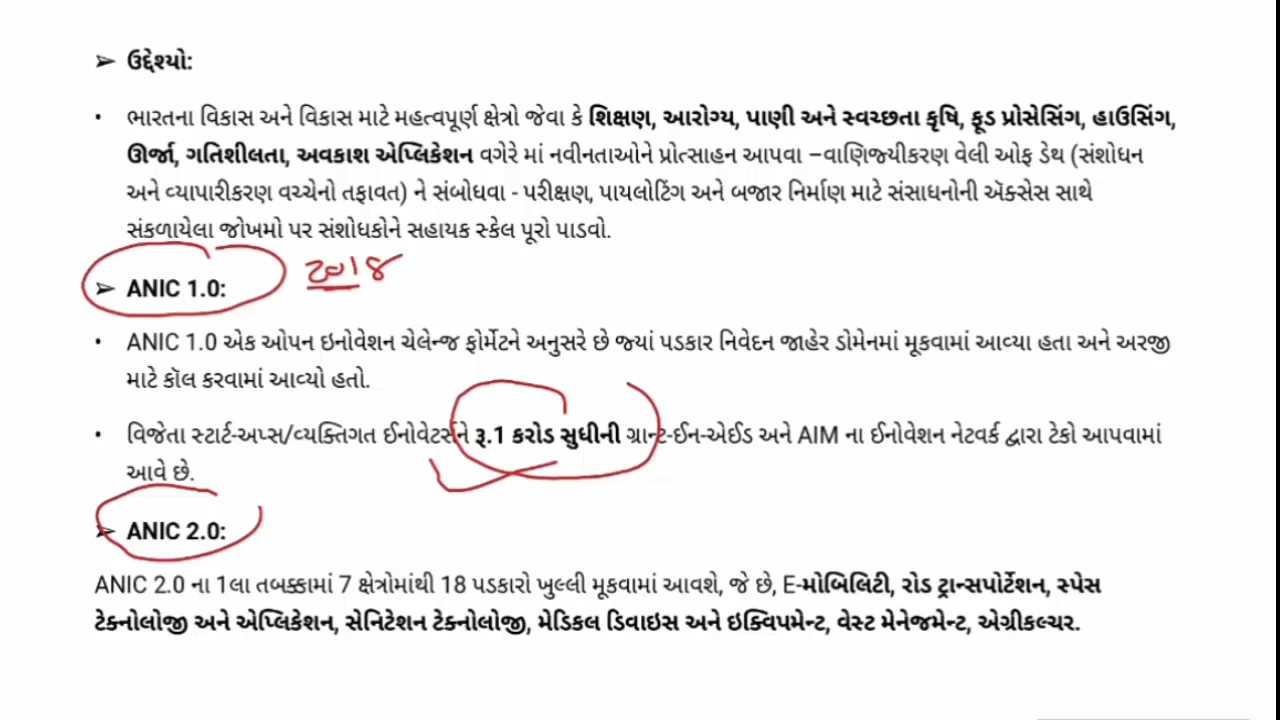 ➢ ઉદ્દેશ્યો:
• ભારતના વિકાસ અને વિકાસ માટે મહત્વપૂર્ણ ક્ષેત્રો જેવા કે શિક્ષણ, આરોગ્ય, પાણી અને સ્વચ્છતા કૃષિ, ફૂડ પ્રોસેસિંગ, હાઉસિંગ,
ઊર્જા, ગતિશીલતા, અવકાશ એપ્લિકેશન વગેરે માં નવીનતાઓને પ્રોત્સાહન આપવા –વાણિજ્યીકરણ વેલી ઓફ ડેથ (સંશોધન
અને વ્યાપારીકરણ વચ્ચેનો તફાવત) ને સંબોધવા - પરીક્ષણ, પાયલોટિંગ અને બજાર નિર્માણ માટે સંસાધનોની ઍક્સેસ સાથે
સંકળાયેલા જોખમો પર સંશોધકોને સહાયક સ્કેલ પૂરો પાડવો.
➢ ANIC 1.0: 2018
• ANIC 1.0 એક ઓપન ઇનોવેશન ચેલેન્જ ફોર્મેટને અનુસરે છે જ્યાં પડકાર નિવેદન જાહેર ડોમેનમાં મૂકવામાં આવ્યા હતા અને અરજી
માટે કૉલ કરવામાં આવ્યો હતો.
• વિજેતા સ્ટાર્ટ-અપ્સ/વ્યક્તિગત ઈનોવેટર્સને રૂ.1 કરોડ સુધીની ગ્રાન્ટ-ઈન-એઈડ અને AIM ના ઈનોવેશન નેટવર્ક દ્વારા ટેકો આપવામાં
આવે છે.
➢ ANIC 2.0:
ANIC 2.0 ના 1લા તબક્કામાં 7 ક્ષેત્રોમાંથી 18 પડકારો ખુલ્લી મૂકવામાં આવશે, જે છે, E-મોબિલિટી, રોડ ટ્રાન્સપોર્ટેશન, સ્પેસ
ટેક્નોલોજી અને એપ્લિકેશન, સેનિટેશન ટેક્નોલોજી, મેડિકલ ડિવાઇસ અને ઇક્વિપમેન્ટ, વેસ્ટ મેનેજમેન્ટ, એગ્રીકલ્ચર.